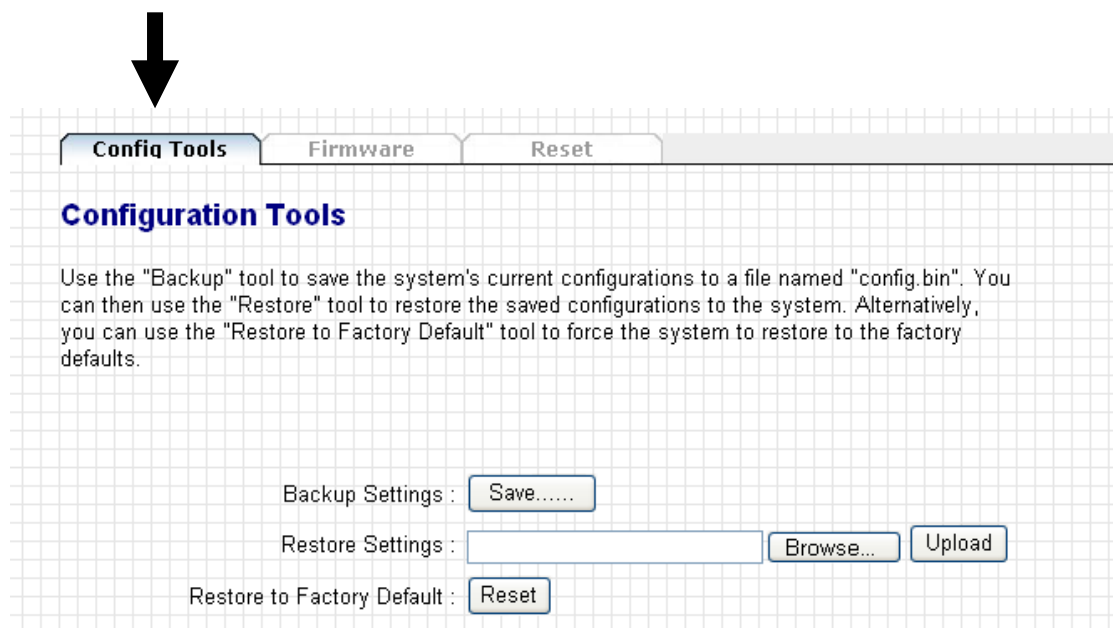 Config Tools Firmware Reset
Configuration Tools
Use the "Backup" tool to save the system's current configurations to a file named "config.bin". You
can then use the "Restore" tool to restore the saved configurations to the system. Alternatively,
you can use the "Restore to Factory Default" tool to force the system to restore to the factory
defaults.
Backup Settings : Save......
Restore Settings : Browse... Upload
Restore to Factory Default : Reset